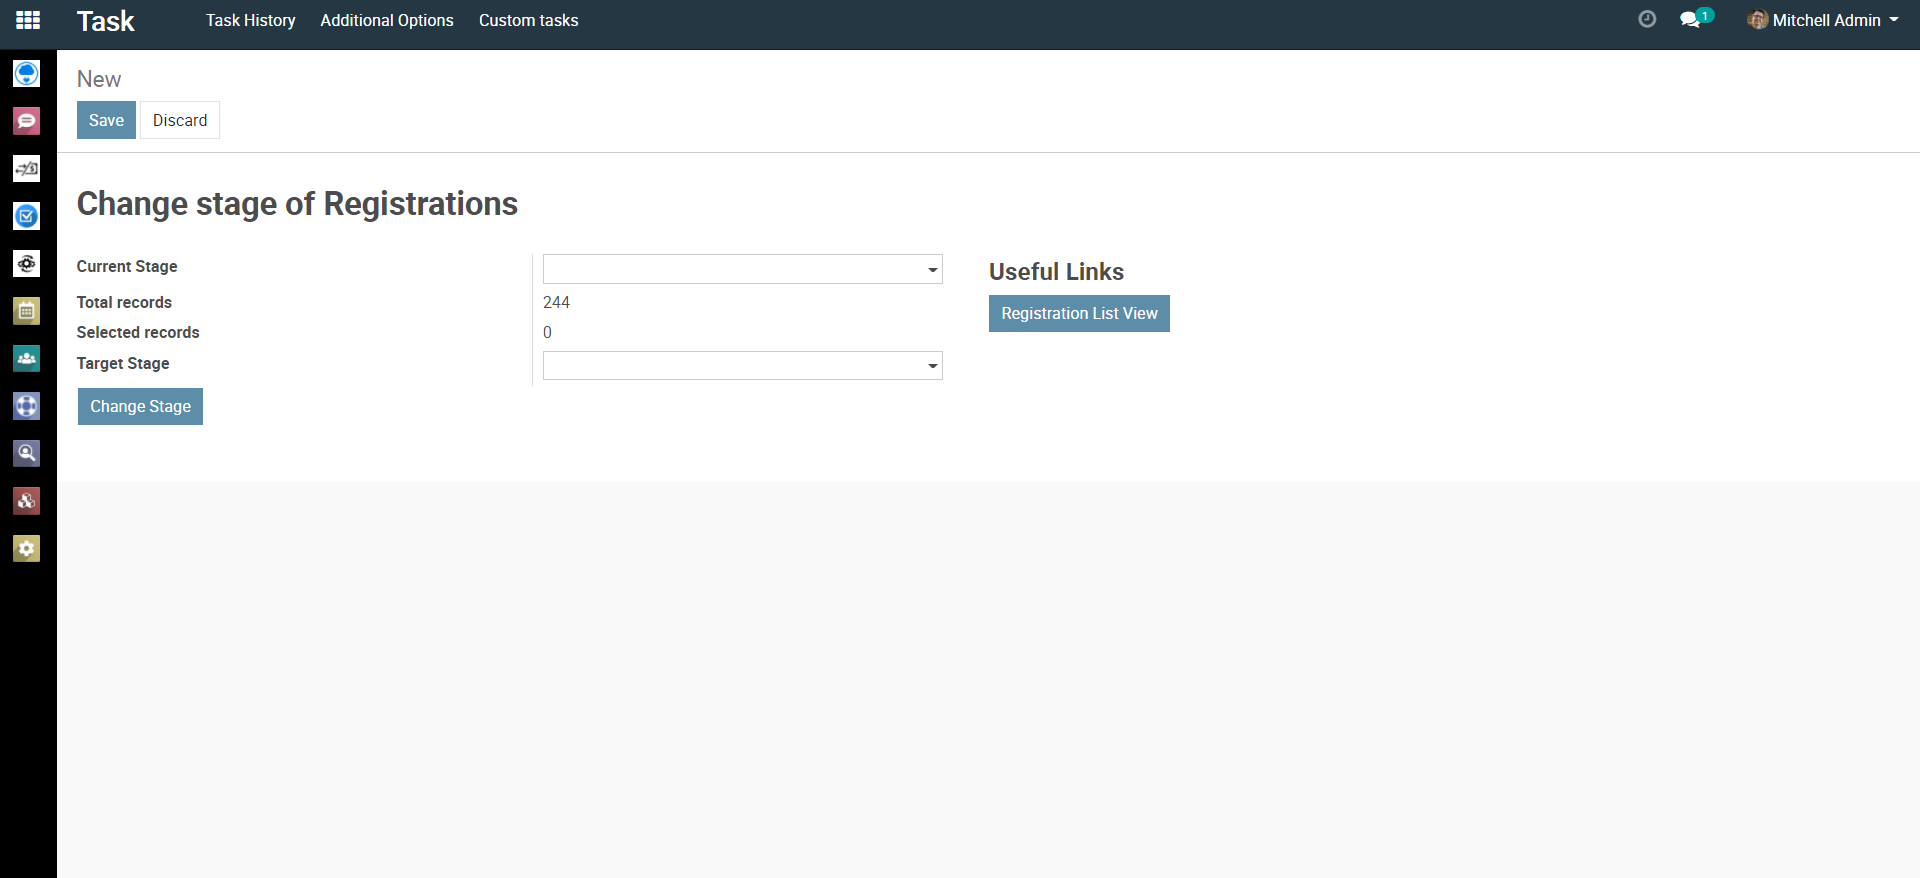 Task
Task History
Additional Options
Custom tasks
1
Mitchell Admin
New
Save
Discard
Change stage of Registrations
Current Stage
Total records
244
Selected records
0
Target Stage
Change Stage
Useful Links
Registration List View